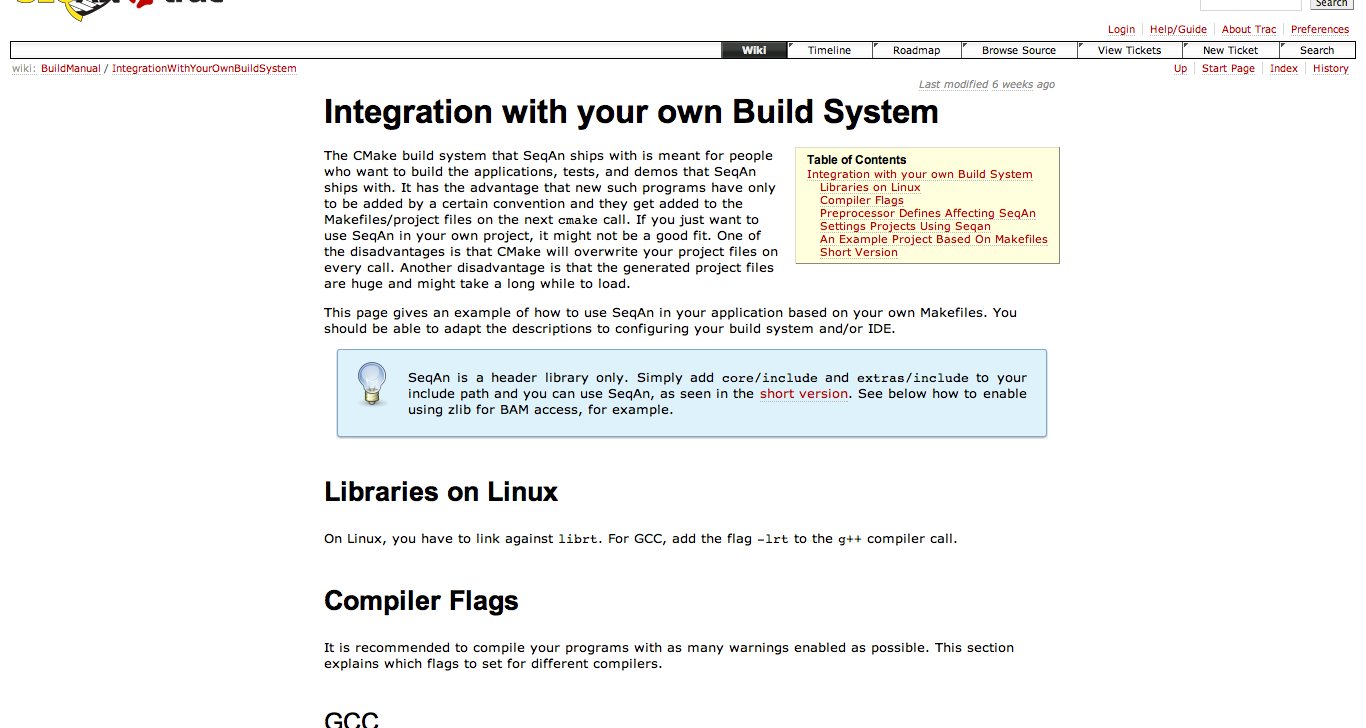 Search
Login Help/Guide About Trac Preferences
Wiki Timeline Roadmap Browse Source View Tickets New Ticket Search
wiki: BuildManual / IntegrationWithYourOwnBuildSystem
Up Start Page Index History
Last modified 6 weeks ago
Integration with your own Build System
The CMake build system that SeqAn ships with is meant for people
who want to build the applications, tests, and demos that SeqAn
ships with. It has the advantage that new such programs have only
to be added by a certain convention and they get added to the
Makefiles/project files on the next cmake call. If you just want to
use SeqAn in your own project, it might not be a good fit. One of
the disadvantages is that CMake will overwrite your project files on
every call. Another disadvantage is that the generated project files
are huge and might take a long while to load.
Table of Contents
Integration with your own Build System
Libraries on Linux
Compiler Flags
Preprocessor Defines Affecting SeqAn
Settings Projects Using Seqan
An Example Project Based On Makefiles
Short Version
This page gives an example of how to use SeqAn in your application based on your own Makefiles. You
should be able to adapt the descriptions to configuring your build system and/or IDE.
SeqAn is a header library only. Simply add core/include and extras/include to your
include path and you can use SeqAn, as seen in the short version. See below how to enable
using zlib for BAM access, for example.
Libraries on Linux
On Linux, you have to link against librt. For GCC, add the flag -lrt to the g++ compiler call.
Compiler Flags
It is recommended to compile your programs with as many warnings enabled as possible. This section
explains which flags to set for different compilers.
GCC